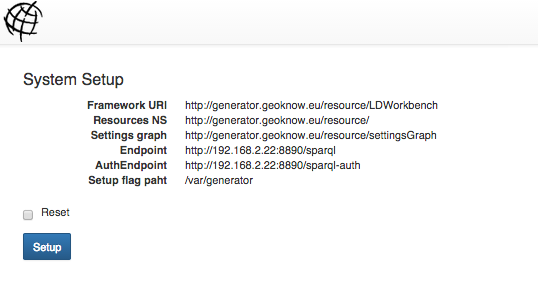 System Setup
Framework URI http://generator.geoknow.eu/resource/LDWorkbench
Resources NS http://generator.geoknow.eu/resource/
Settings graph http://generator.geoknow.eu/resource/settingsGraph
Endpoint http://192.168.2.22:8890/sparql
AuthEndpoint http://192.168.2.22:8890/sparql-auth
Setup flag paht /var/generator
Reset
Setup